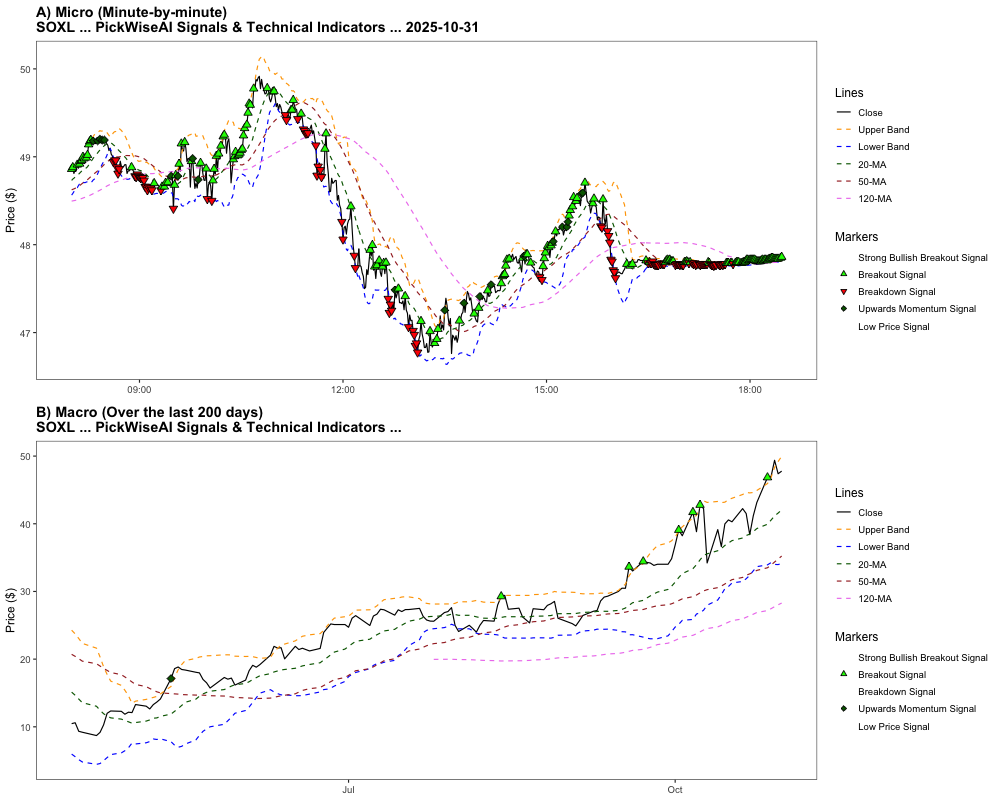 A) Micro (Minute-by-minute)
SOXL ... PickWiseAI Signals & Technical Indicators ... 2025-10-31
Price ($)
50
49
48
47
09:00
12:00
15:00
18:00
Lines
Close
Upper Band
Lower Band
20-MA
50-MA
120-MA
Markers
Strong Bullish Breakout Signal
Breakout Signal
Breakdown Signal
Upwards Momentum Signal
Low Price Signal
B) Macro (Over the last 200 days)
SOXL ... PickWiseAI Signals & Technical Indicators ...
Price ($)
50
40
30
20
10
Jul
Oct
Lines
Close
Upper Band
Lower Band
20-MA
50-MA
120-MA
Markers
Strong Bullish Breakout Signal
Breakout Signal
Breakdown Signal
Upwards Momentum Signal
Low Price Signal